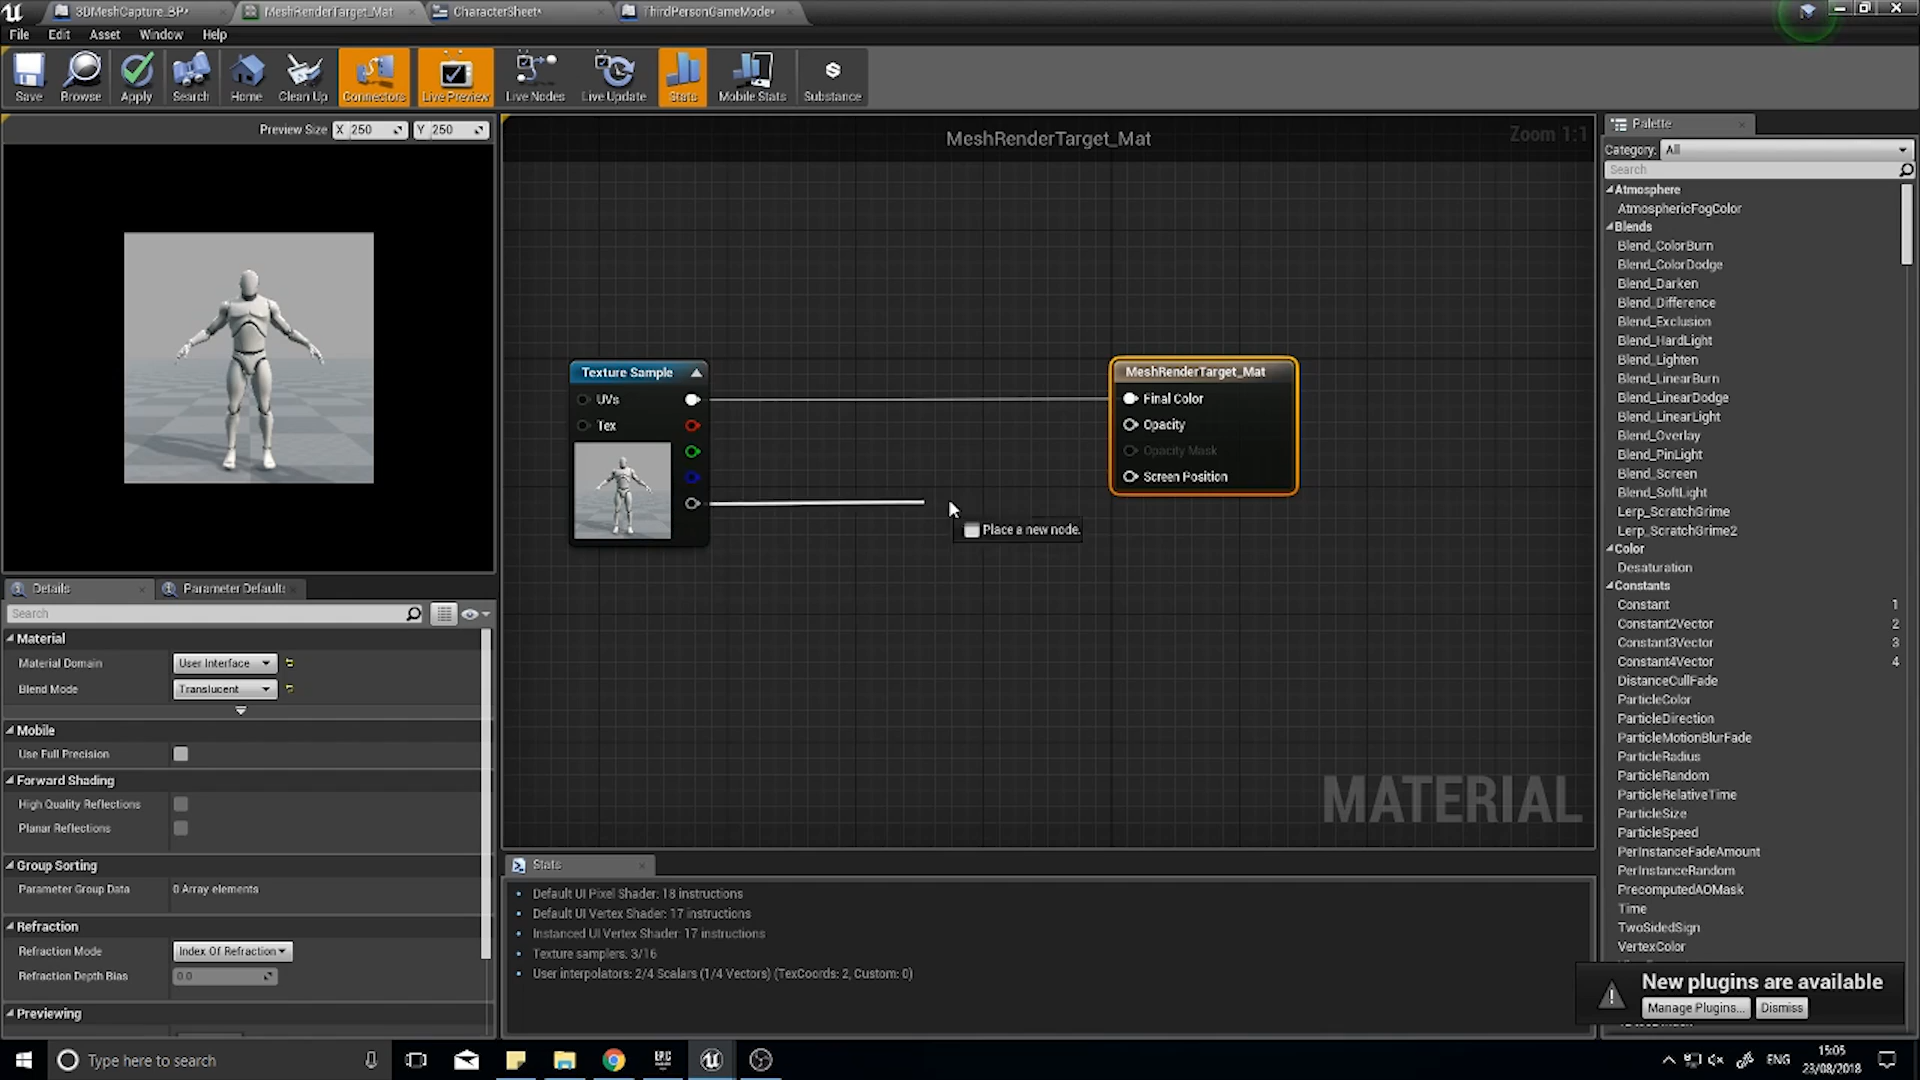 3DMeshCapture_BP*
MeshRenderTarget_Mat
CharacterSheet*
ThirdPersonGameMode*
File Edit Asset Window Help
Save Browse Apply Search Home Clean Up Connectors Live Preview Live Nodes Live Update Stats Mobile Stats Substance
Preview Size X 250 Y 250
MeshRenderTarget_Mat
Zoom 1:1
Texture Sample
UVs
Tex
MeshRenderTarget_Mat
Final Color
Opacity
Opacity Mask
Screen Position
Place a new node.
MATERIAL
Details
Parameter Defaults
Search
Material
Material Domain User Interface
Blend Mode Translucent
Mobile
Use Full Precision
Forward Shading
High Quality Reflections
Planar Reflections
Group Sorting
Parameter Group Data 0 Array elements
Refraction
Refraction Mode Index Of Refraction
Refraction Depth Bias 0.0
Previewing
Stats
Default UI Pixel Shader: 18 instructions
Default UI Vertex Shader: 17 instructions
Instanced UI Vertex Shader: 17 instructions
Texture samplers: 3/16
User interpolators: 2/4 Scalars (1/4 Vectors) (TexCoords: 2, Custom: 0)
Palette
Category: All
Search
Atmosphere
AtmosphericFogColor
Blends
Blend_ColorBurn
Blend_ColorDodge
Blend_Darken
Blend_Difference
Blend_Exclusion
Blend_HardLight
Blend_Lighten
Blend_LinearBurn
Blend_LinearDodge
Blend_LinearLight
Blend_Overlay
Blend_PinLight
Blend_Screen
Blend_SoftLight
Lerp_ScratchGrime
Lerp_ScratchGrime2
Color
Desaturation
Constants
Constant 1
Constant2Vector 2
Constant3Vector 3
Constant4Vector 4
DistanceCullFade
ParticleColor
ParticleDirection
ParticleMotionBlurFade
ParticleRadius
ParticleRandom
ParticleRelativeTime
ParticleSize
ParticleSpeed
PerInstanceFadeAmount
PerInstanceRandom
PrecomputedAOMask
Time
TwoSidedSign
VertexColor
New plugins are available
Manage Plugins... Dismiss
Type here to search
ENG
15:05
23/08/2018